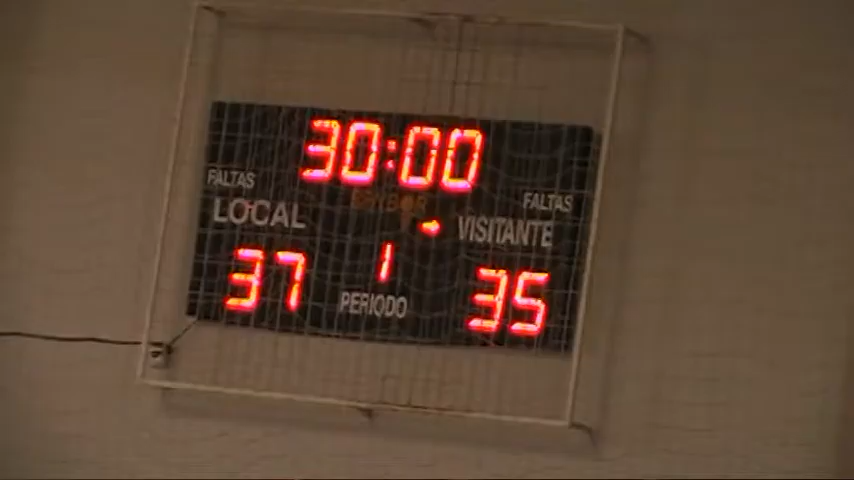 30:00
FALTAS FALTAS
LOCAL VISITANTE
37 1 35
PERIODO